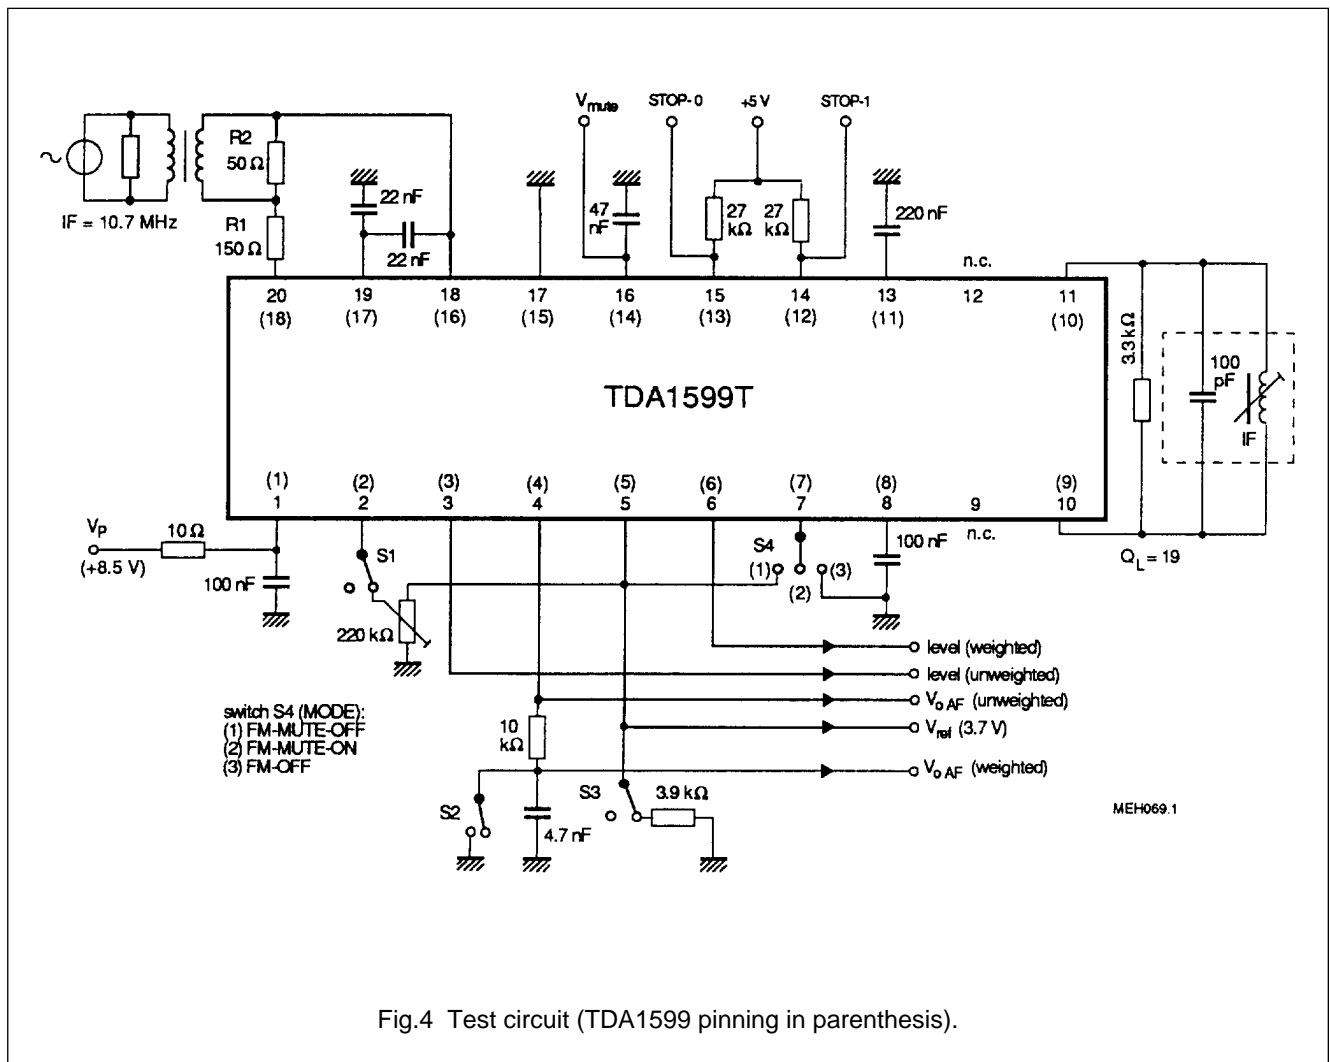 V_mute
STOP-0
+5 V
STOP-1
R2
50 Ω
IF = 10.7 MHz
R1
150 Ω
22 nF
22 nF
47
nF
27
kΩ
27
kΩ
220 nF
n.c.
20 19 18 17 16 15 14 13 12 11
(18) (17) (16) (15) (14) (13) (12) (11) (10)
3.3 kΩ
100
pF
IF
TDA1599T
(1) (2) (3) (4) (5) (6) (7) (8) (9)
1 2 3 4 5 6 7 8 9 10
n.c.
Q_L = 19
V_P
(+8.5 V)
10 Ω
100 nF
S1
220 kΩ
S4
(1)
(2)
(3)
100 nF
level (weighted)
level (unweighted)
V_o AF (unweighted)
V_ref (3.7 V)
V_o AF (weighted)
switch S4 (MODE):
(1) FM-MUTE-OFF
(2) FM-MUTE-ON
(3) FM-OFF
10
kΩ
S2
4.7 nF
S3
3.9 kΩ
MEH069.1
Fig.4 Test circuit (TDA1599 pinning in parenthesis).